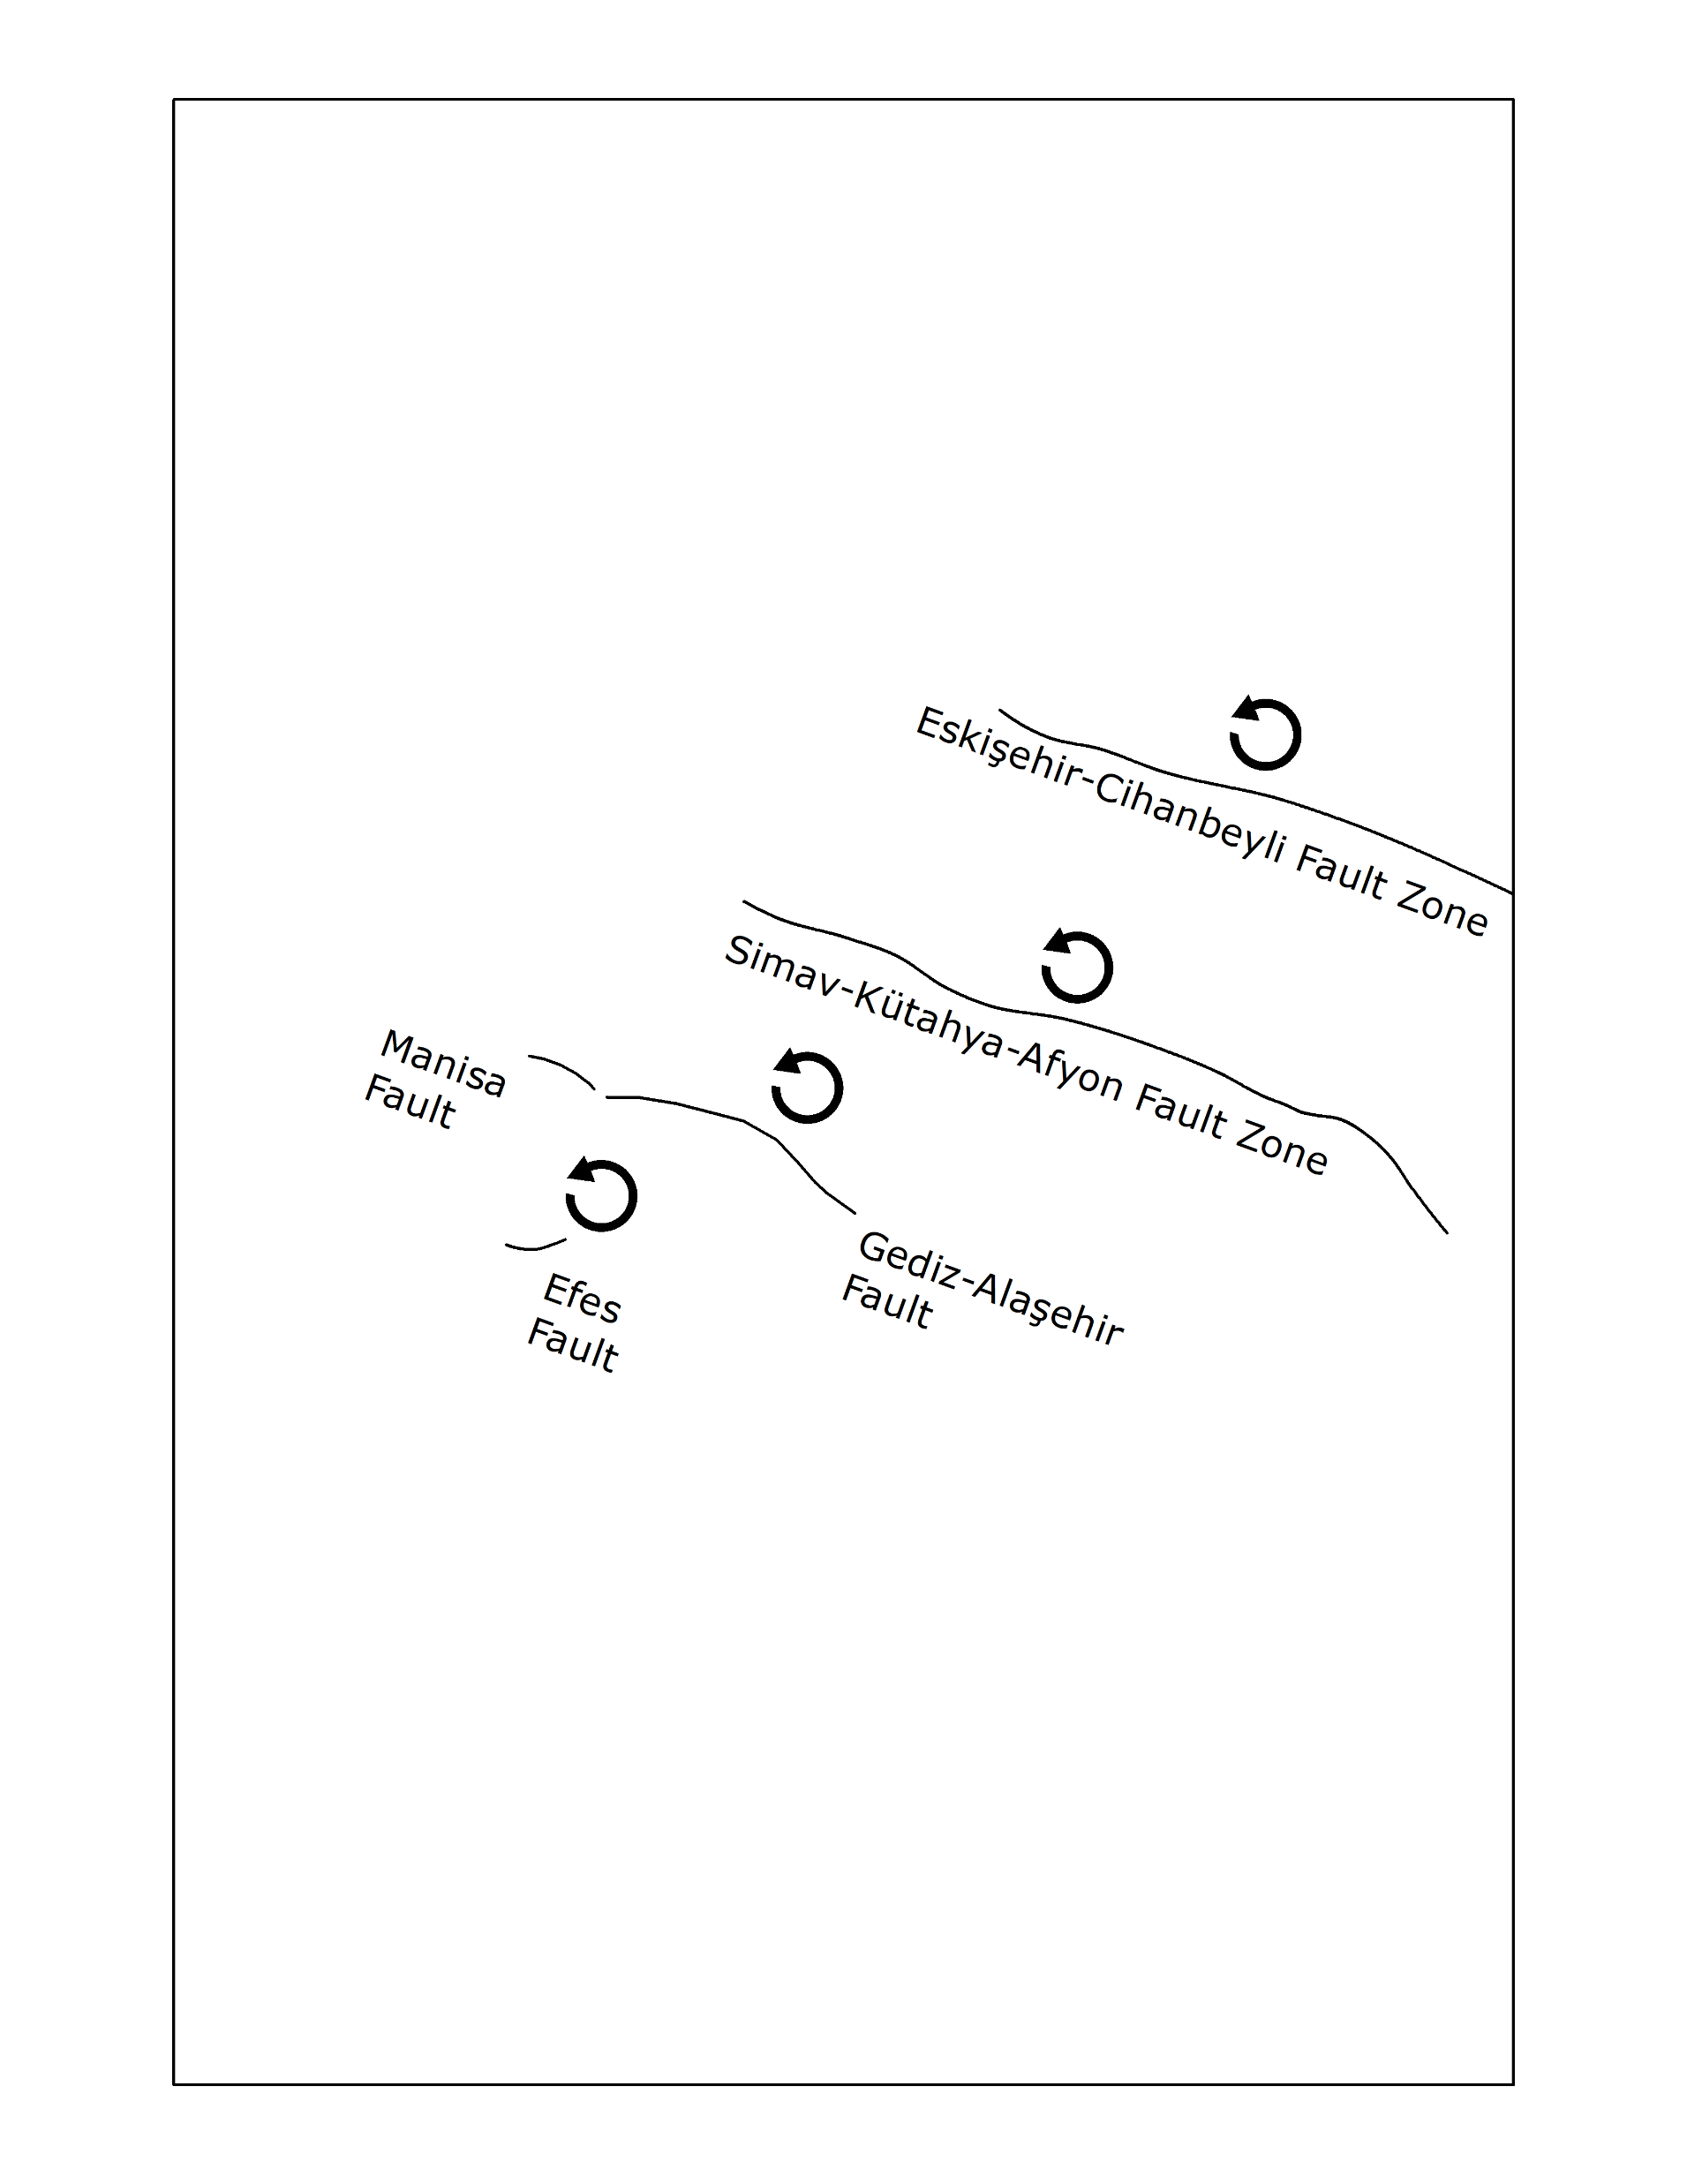 Eskişehir-Cihanbeyli Fault Zone
Simav-Kütahya-Afyon Fault Zone
Manisa
Fault
Gediz-Alaşehir
Fault
Efes
Fault